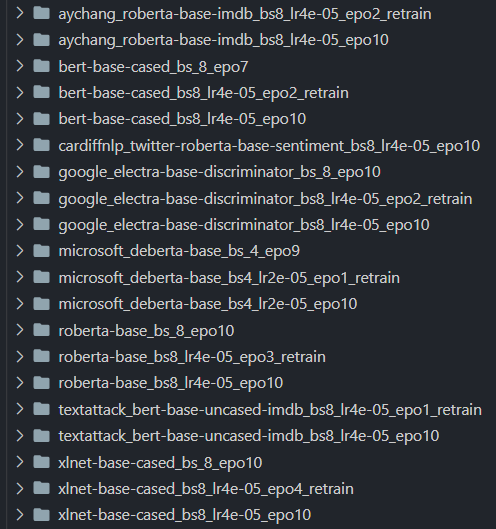 aychang_roberta-base-imdb_bs8_lr4e-05_epo2_retrain
aychang_roberta-base-imdb_bs8_lr4e-05_epo10
bert-base-cased_bs_8_epo7
bert-base-cased_bs8_lr4e-05_epo2_retrain
bert-base-cased_bs8_lr4e-05_epo10
cardiffnlp_twitter-roberta-base-sentiment_bs8_lr4e-05_epo10
google_electra-base-discriminator_bs_8_epo10
google_electra-base-discriminator_bs8_lr4e-05_epo2_retrain
google_electra-base-discriminator_bs8_lr4e-05_epo10
microsoft_deberta-base_bs_4_epo9
microsoft_deberta-base_bs4_lr2e-05_epo1_retrain
microsoft_deberta-base_bs4_lr2e-05_epo10
roberta-base_bs_8_epo10
roberta-base_bs8_lr4e-05_epo3_retrain
roberta-base_bs8_lr4e-05_epo10
textattack_bert-base-uncased-imdb_bs8_lr4e-05_epo1_retrain
textattack_bert-base-uncased-imdb_bs8_lr4e-05_epo10
xlnet-base-cased_bs_8_epo10
xlnet-base-cased_bs8_lr4e-05_epo4_retrain
xlnet-base-cased_bs8_lr4e-05_epo10